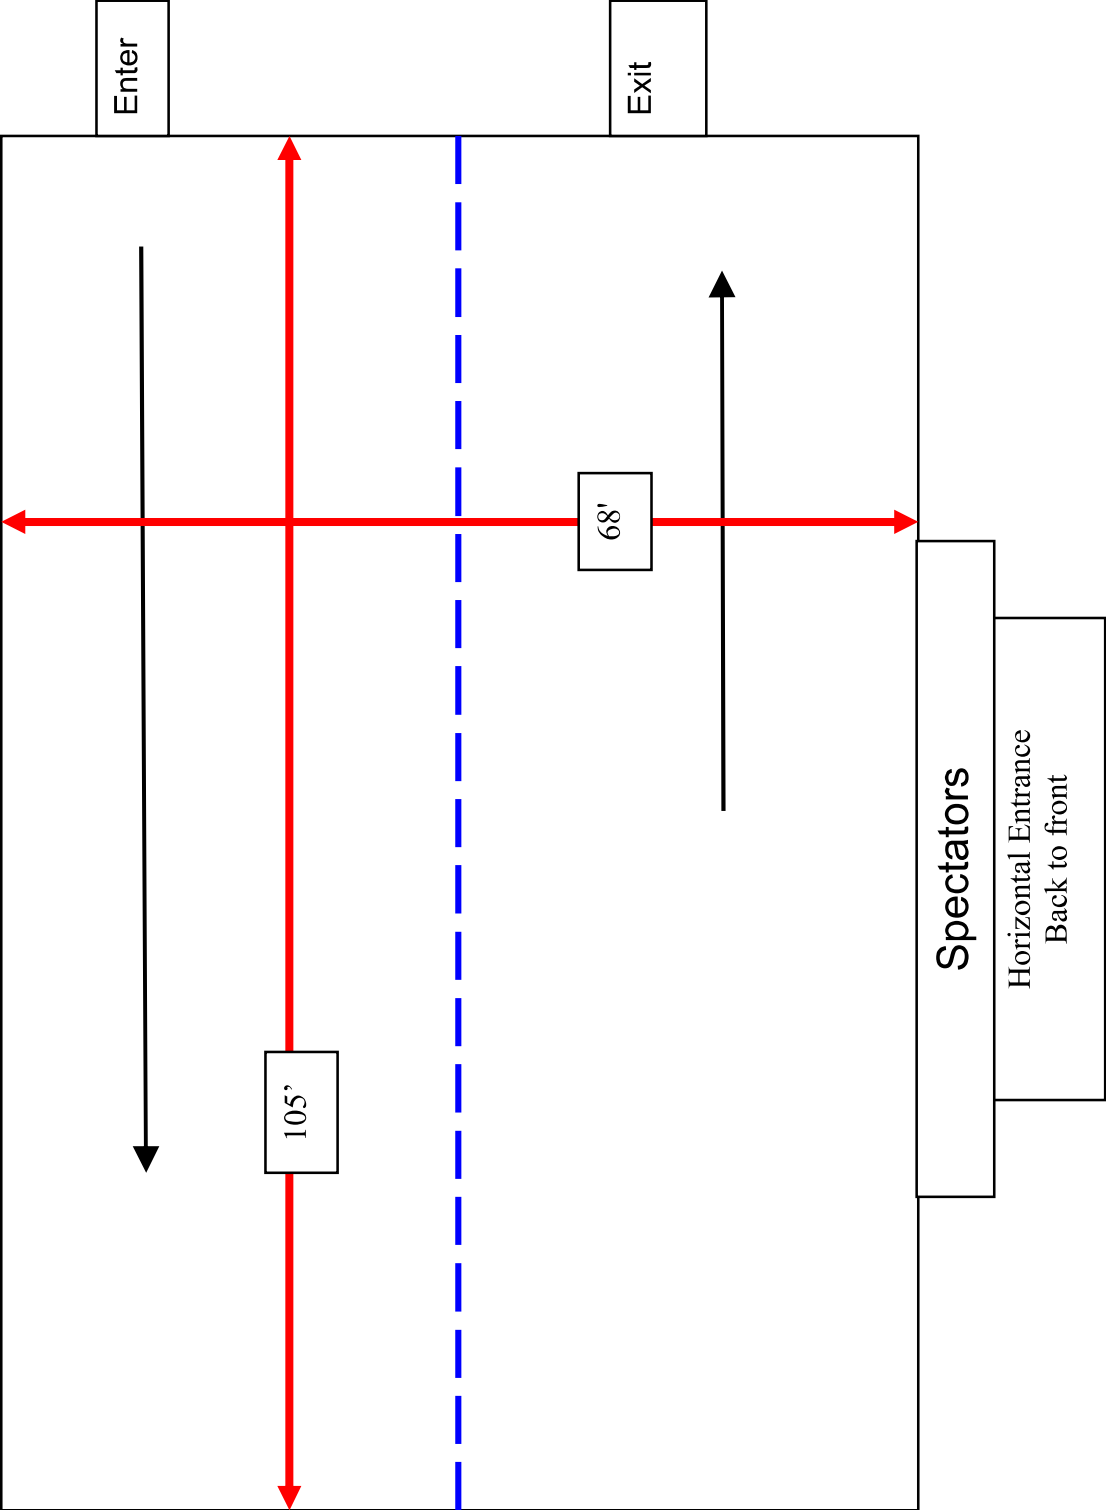 Enter
Exit
68'
105’
Spectators
Horizontal Entrance
Back to front